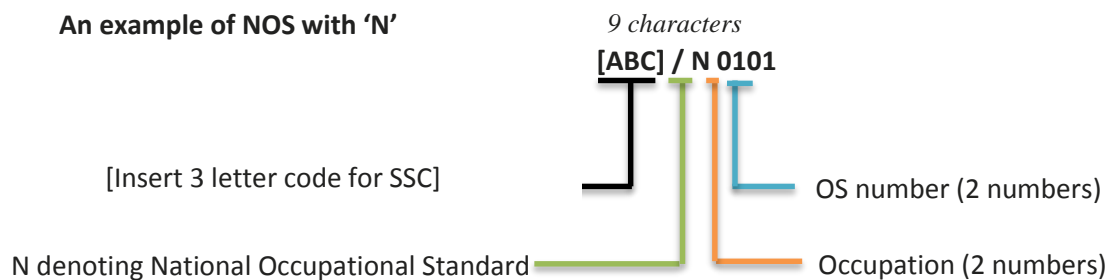 An example of NOS with ‘N’
9 characters
[ABC] / N 0101
[Insert 3 letter code for SSC]
OS number (2 numbers)
N denoting National Occupational Standard
Occupation (2 numbers)